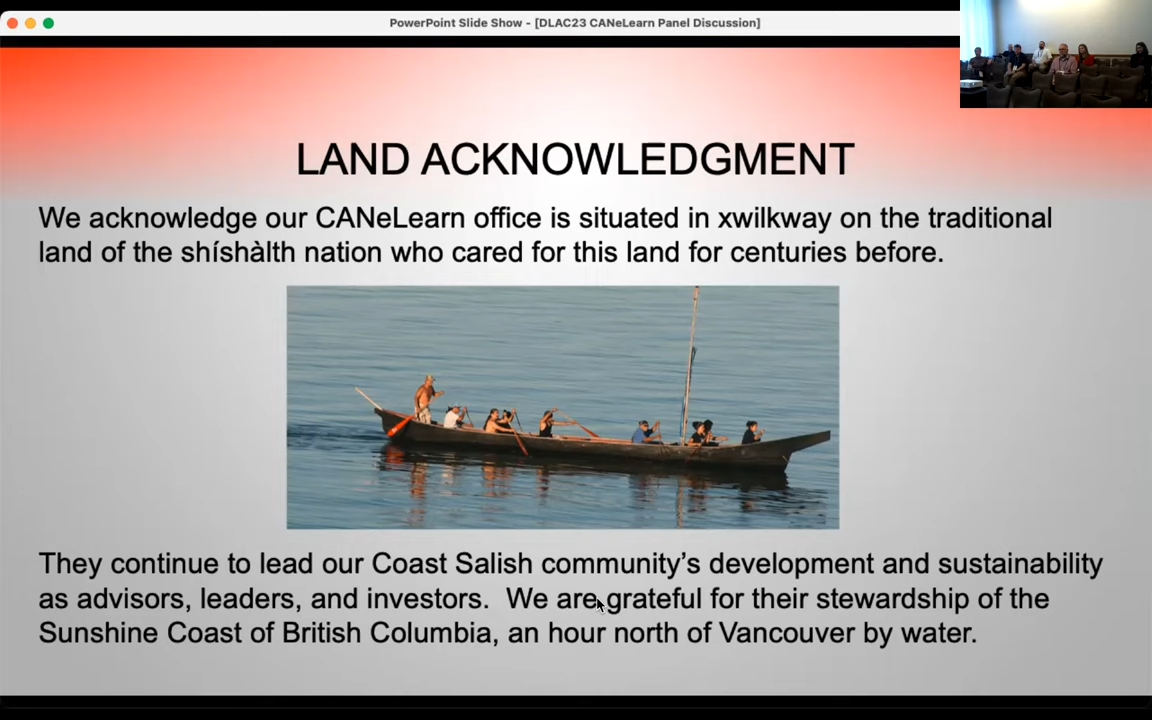 PowerPoint Slide Show - [DLAC23 CANeLearn Panel Discussion]
LAND ACKNOWLEDGMENT
We acknowledge our CANeLearn office is situated in xwilkway on the traditional
land of the shíshàlth nation who cared for this land for centuries before.
They continue to lead our Coast Salish community’s development and sustainability
as advisors, leaders, and investors.  We are grateful for their stewardship of the
Sunshine Coast of British Columbia, an hour north of Vancouver by water.